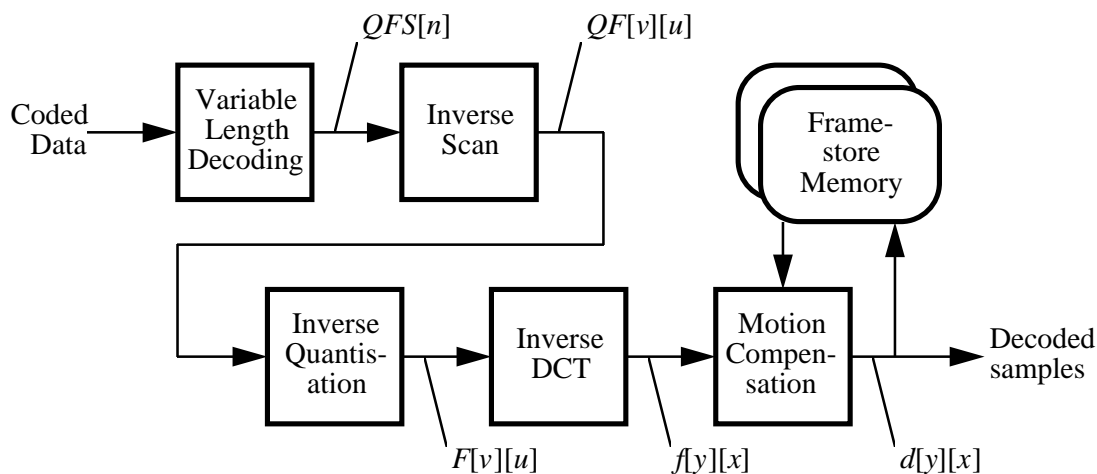 QFS[n]
QF[v][u]
Coded
Data
Variable
Length
Decoding
Inverse
Scan
Frame-
store
Memory
Inverse
Quantis-
ation
Inverse
DCT
Motion
Compen-
sation
Decoded
samples
F[v][u]
f[y][x]
d[y][x]